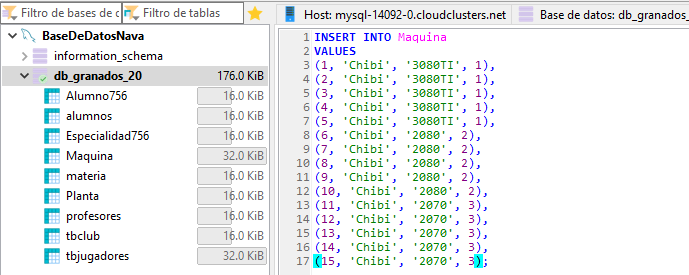 Filtro de bases de d
Filtro de tablas
Host: mysql-14092-0.cloudclusters.net
Base de datos: db_granados_
BaseDeDatosNava
information_schema
db_granados_20 176.0 KiB
Alumno756 16.0 KiB
alumnos 16.0 KiB
Especialidad756 16.0 KiB
Maquina 32.0 KiB
materia 16.0 KiB
Planta 16.0 KiB
profesores 16.0 KiB
tbclub 16.0 KiB
tbjugadores 32.0 KiB
1 INSERT INTO Maquina
2 VALUES
3 (1, 'Chibi', '3080TI', 1),
4 (2, 'Chibi', '3080TI', 1),
5 (3, 'Chibi', '3080TI', 1),
6 (4, 'Chibi', '3080TI', 1),
7 (5, 'Chibi', '3080TI', 1),
8 (6, 'Chibi', '2080', 2),
9 (7, 'Chibi', '2080', 2),
10 (8, 'Chibi', '2080', 2),
11 (9, 'Chibi', '2080', 2),
12 (10, 'Chibi', '2080', 2),
13 (11, 'Chibi', '2070', 3),
14 (12, 'Chibi', '2070', 3),
15 (13, 'Chibi', '2070', 3),
16 (14, 'Chibi', '2070', 3),
17 (15, 'Chibi', '2070', 3);